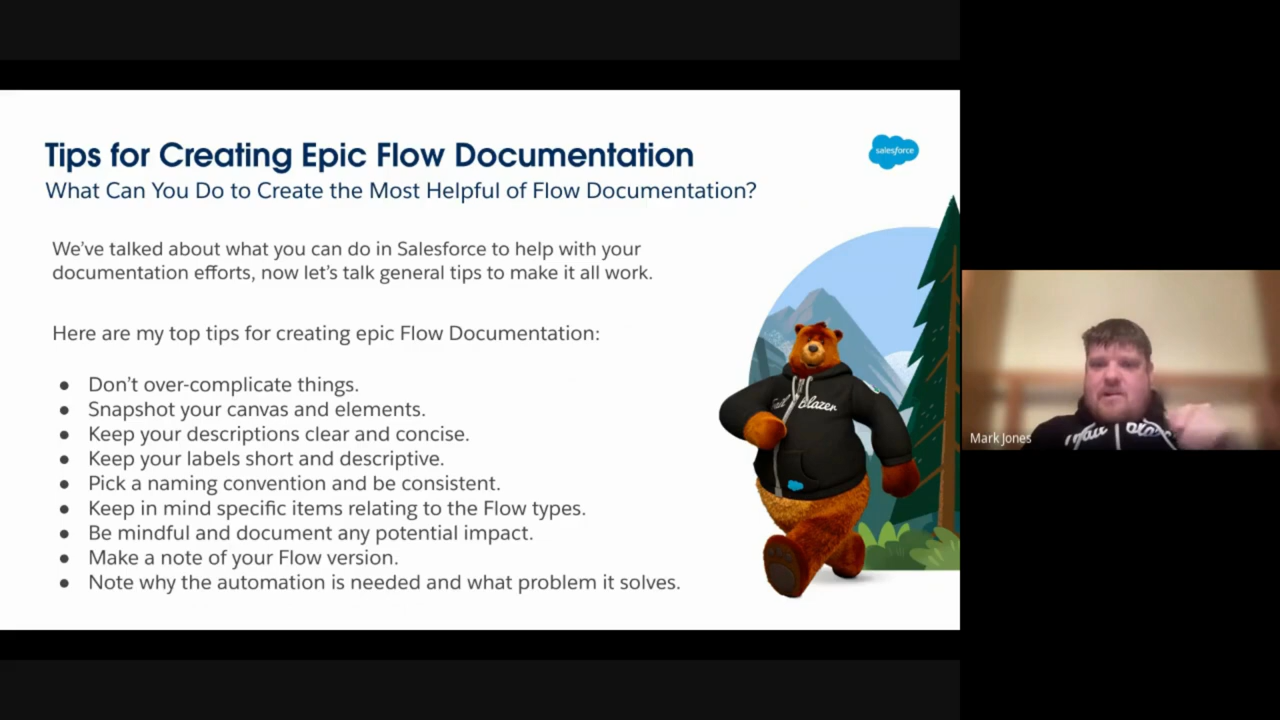 Tips for Creating Epic Flow Documentation
salesforce
What Can You Do to Create the Most Helpful of Flow Documentation?
We've talked about what you can do in Salesforce to help with your
documentation efforts, now let's talk general tips to make it all work.
Here are my top tips for creating epic Flow Documentation:
● Don't over-complicate things.
● Snapshot your canvas and elements.
● Keep your descriptions clear and concise.
● Keep your labels short and descriptive.
● Pick a naming convention and be consistent.
● Keep in mind specific items relating to the Flow types.
● Be mindful and document any potential impact.
● Make a note of your Flow version.
● Note why the automation is needed and what problem it solves.
Mark Jones